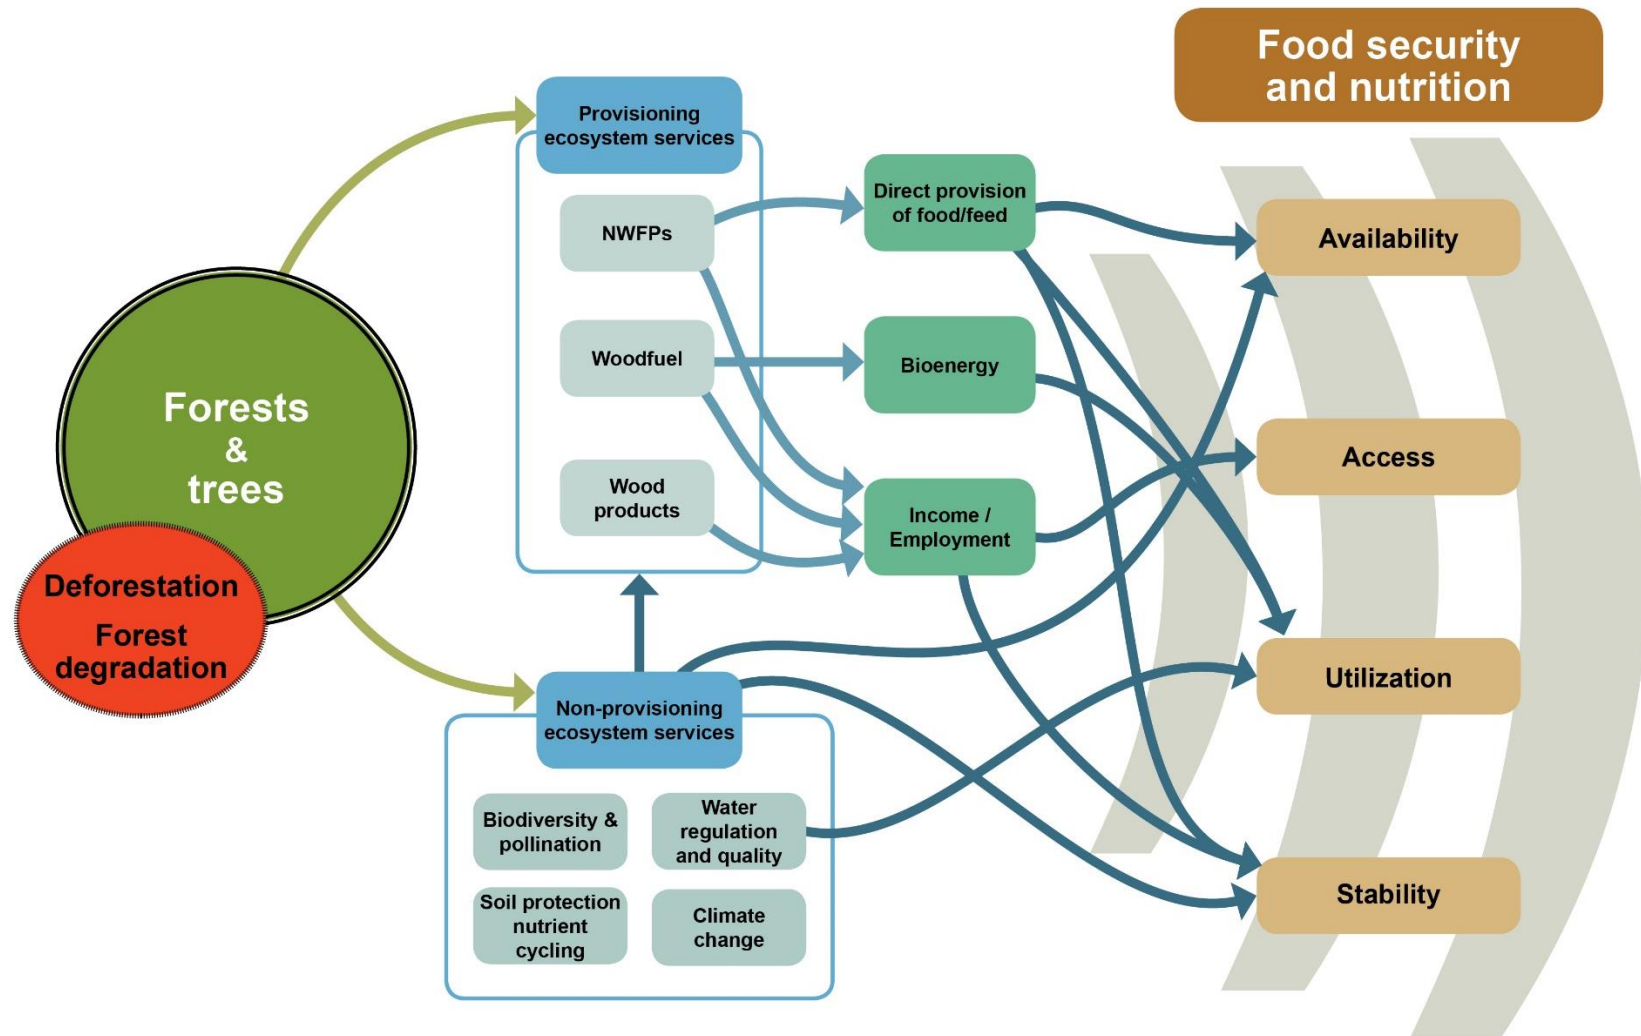 Food security
and nutrition
Provisioning
ecosystem services
NWFPs
Woodfuel
Wood
products
Direct provision
of food/feed
Bioenergy
Income /
Employment
Availability
Access
Utilization
Stability
Forests
&
trees
Deforestation
Forest
degradation
Non-provisioning
ecosystem services
Biodiversity &
pollination
Water
regulation
and quality
Soil protection
nutrient
cycling
Climate
change